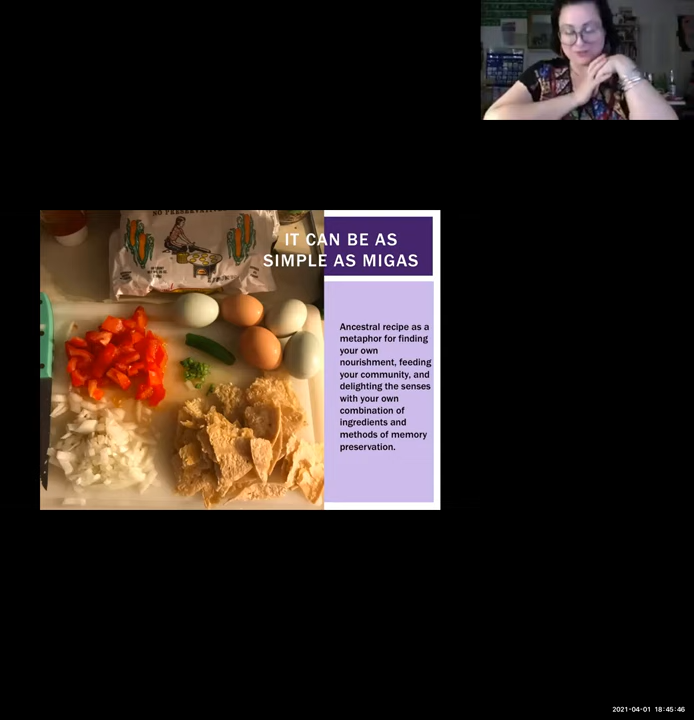 NO PRESERVATIVES
IT CAN BE AS
SIMPLE AS MIGAS
Ancestral recipe as a
metaphor for finding
your own
nourishment, feeding
your community, and
delighting the senses
with your own
combination of
ingredients and
methods of memory
preservation.
2021-04-01 18:45:46